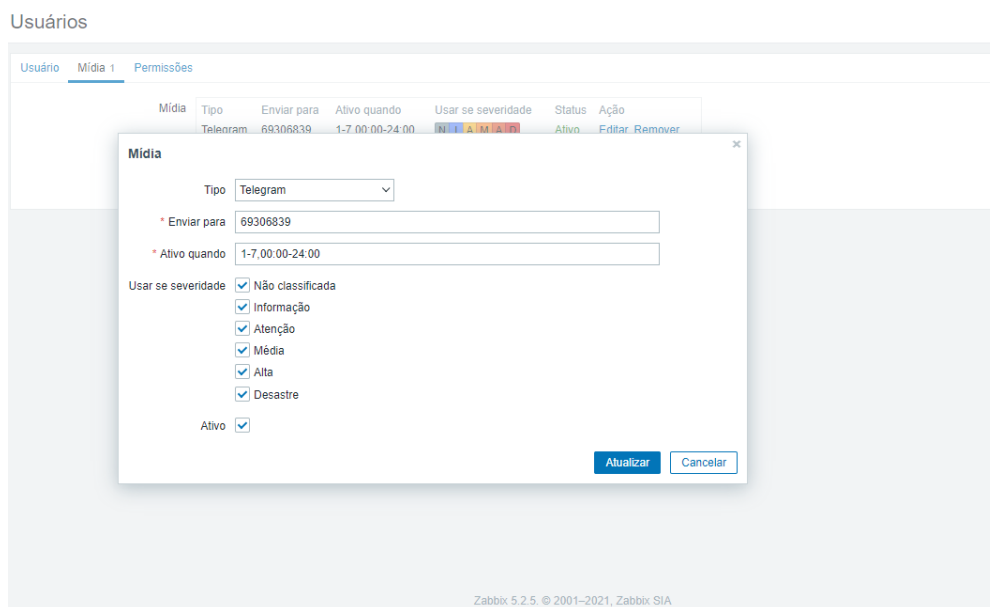 Usuários
Usuário Mídia 1 Permissões
Mídia Tipo Enviar para Ativo quando Usar se severidade Status Ação
Telegram 69306839 1-7,00:00-24:00 N I A M A D Ativo Editar Remover
Mídia
Tipo Telegram
* Enviar para 69306839
* Ativo quando 1-7,00:00-24:00
Usar se severidade Não classificada
Informação
Atenção
Média
Alta
Desastre
Ativo
Atualizar Cancelar
Zabbix 5.2.5. © 2001–2021, Zabbix SIA